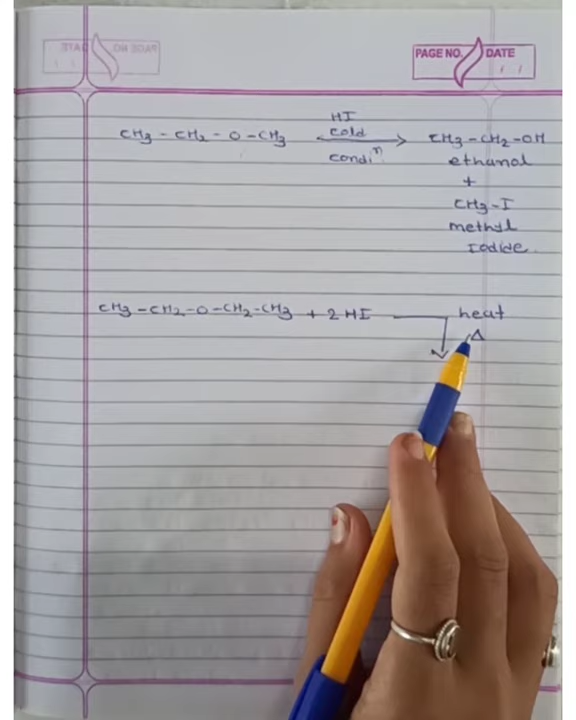 PAGE NO. DATE
CH3 - CH2 - O - CH3 HI cold condiⁿ CH3 - CH2 - OH
ethanol
+
CH3 - I
methyl
Iodide.
CH3 - CH2 - O - CH2 - CH3 + 2 HI heat
Δ